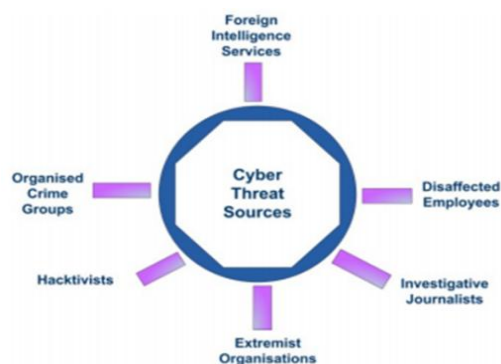 Foreign
Intelligence
Services
Cyber
Threat
Sources
Organised
Crime
Groups
Disaffected
Employees
Hacktivists
Investigative
Journalists
Extremist
Organisations